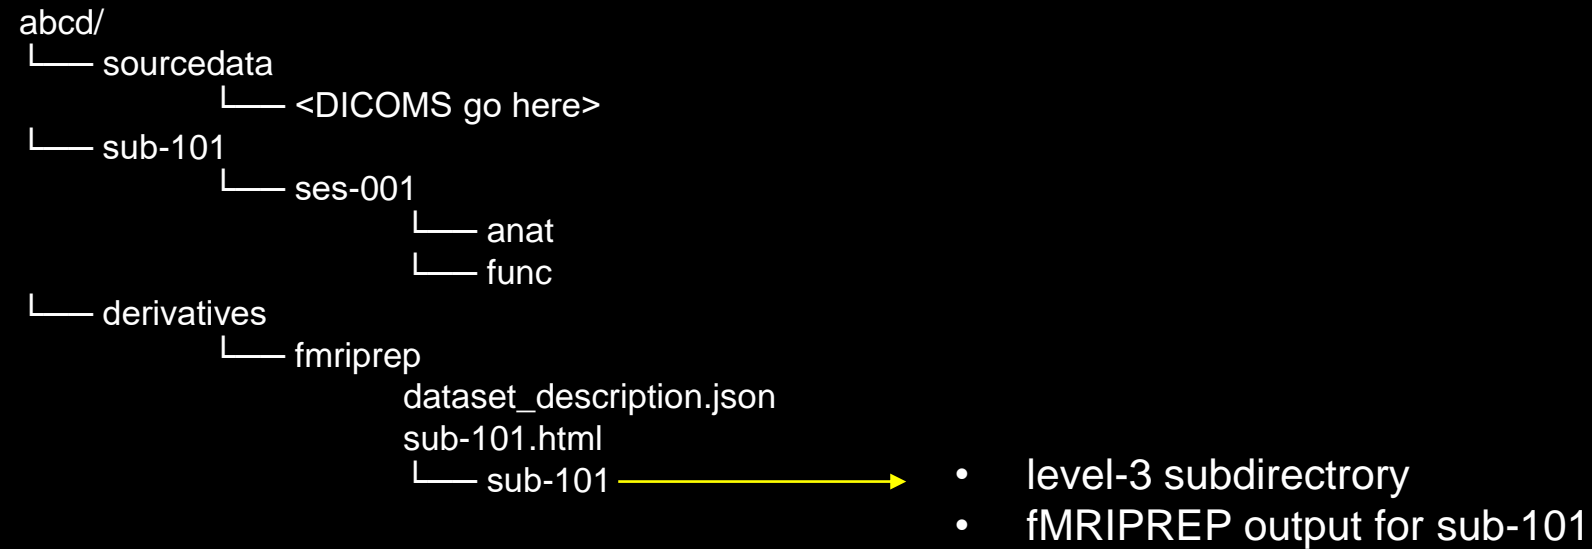 abcd/
└── sourcedata
└── <DICOMS go here>
└── sub-101
└── ses-001
└── anat
└── func
└── derivatives
└── fmriprep
dataset_description.json
sub-101.html
└── sub-101
• level-3 subdirectrory
• fMRIPREP output for sub-101